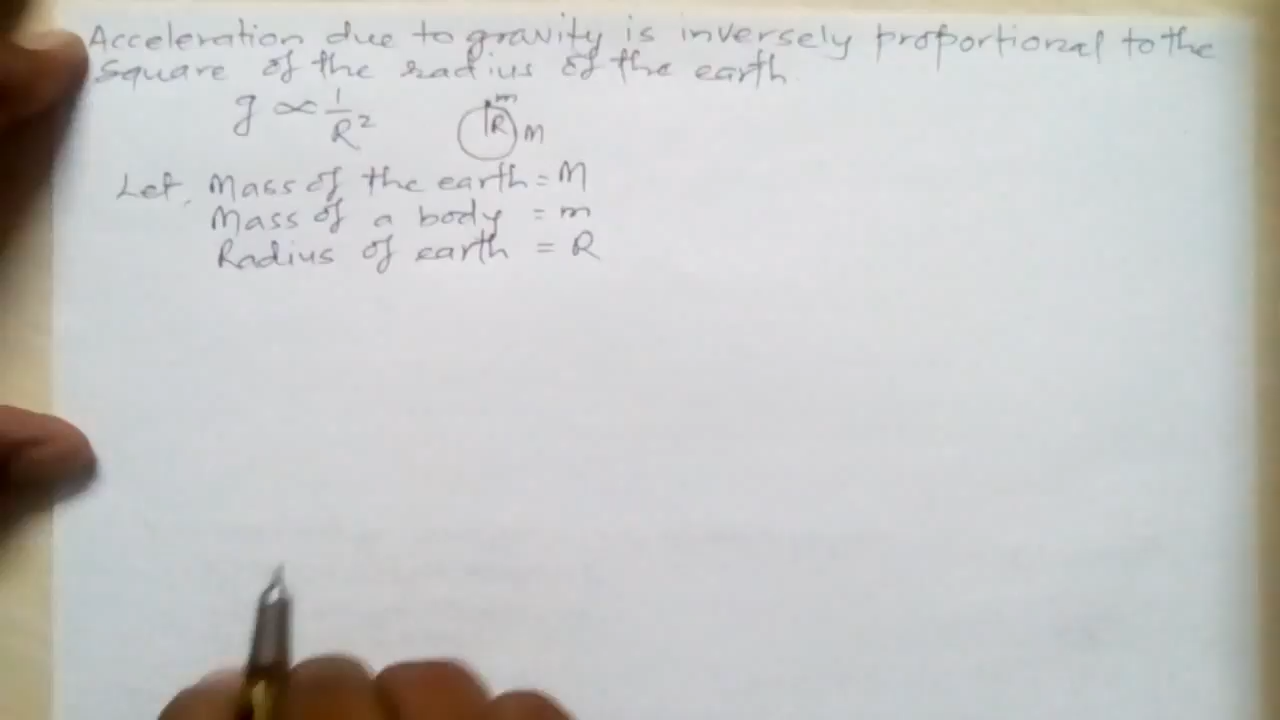 Acceleration due to gravity is inversely proportional to the
square of the radius of the earth.
g ∝ 1/R²
m
R M
Let, Mass of the earth = M
Mass of a body = m
Radius of earth = R